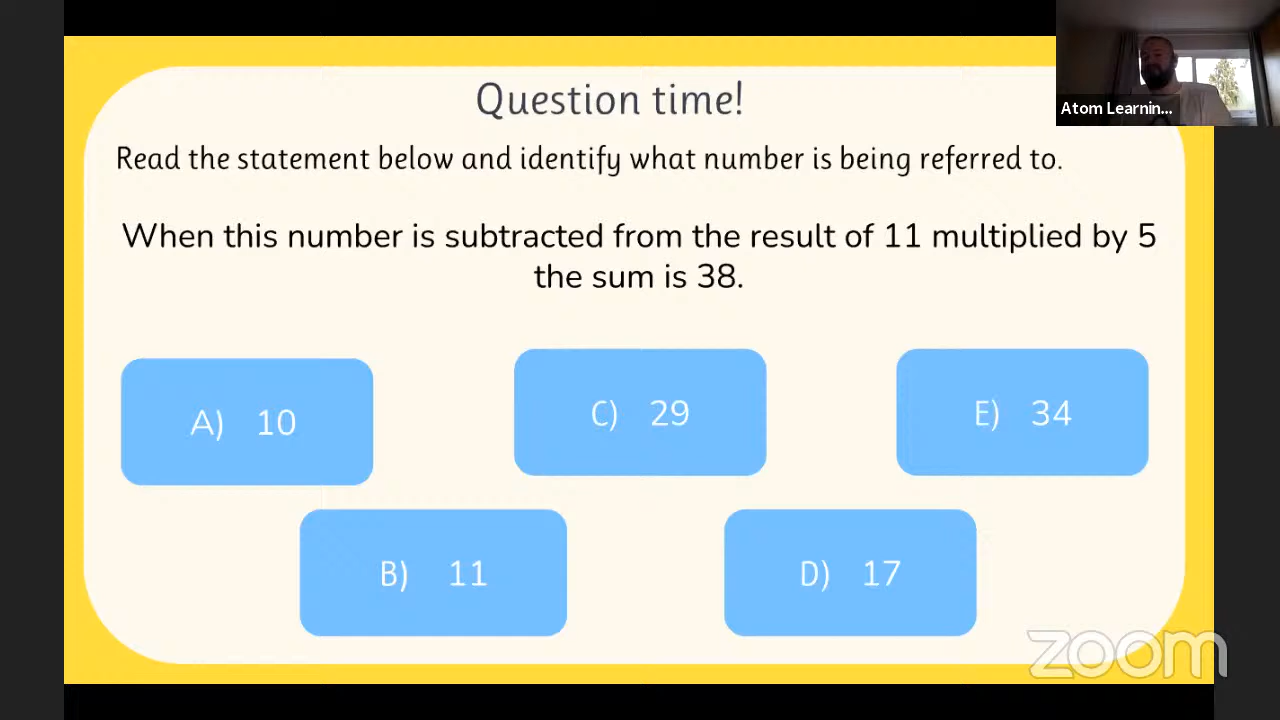 Question time!
Atom Learnin...
Read the statement below and identify what number is being referred to.
When this number is subtracted from the result of 11 multiplied by 5
the sum is 38.
A) 10
C) 29
E) 34
B) 11
D) 17
zoom